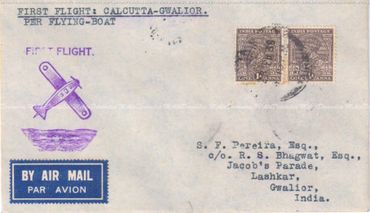 FIRST FLIGHT: CALCUTTA-GWALIOR.
PER FLYING-BOAT
FIRST FLIGHT.
INDIA POSTAGE
INDIA POSTAGE
S. F. Pereira, Esq.,
c/o. R. S. Bhagwat, Esq.,
Jacob's Parade,
Lashkar,
Gwalior,
India.
BY AIR MAIL
PAR AVION